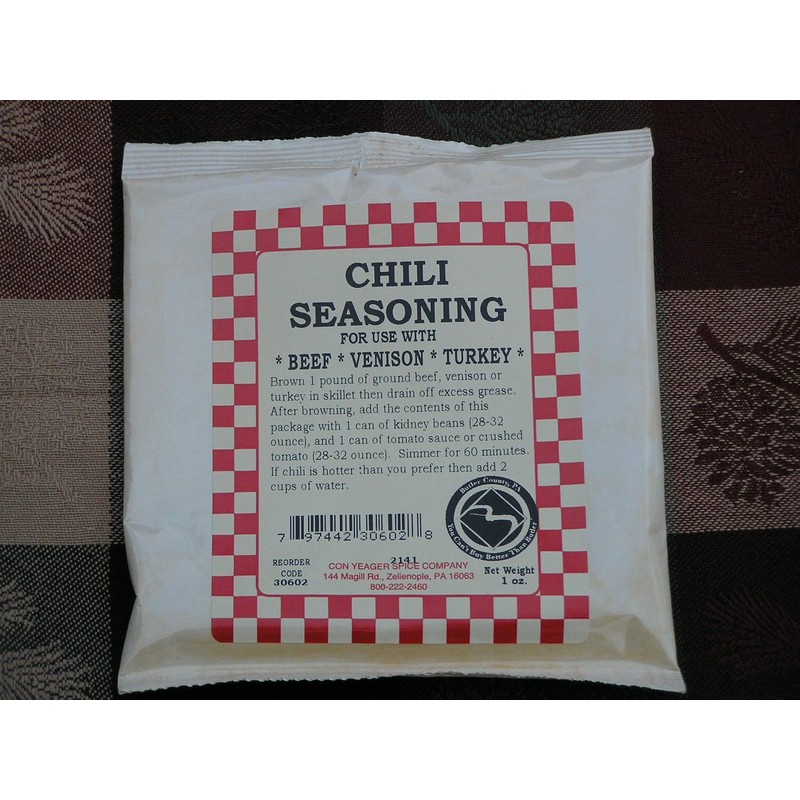 CHILI
SEASONING
FOR USE WITH
* BEEF * VENISON * TURKEY *
Brown 1 pound of ground beef, venison or
turkey in skillet then drain off excess grease.
After browning, add the contents of this
package with 1 can of kidney beans (28-32
ounce), and 1 can of tomato sauce or crushed
tomato (28-32 ounce). Simmer for 60 minutes.
If chili is hotter than you prefer then add 2
cups of water.
Butler County, PA
You Can't Buy Better Than Butler
7 97442 30602 8
2141
REORDER
CODE
30602
CON YEAGER SPICE COMPANY
144 Magill Rd., Zelienople, PA 16063
800-222-2460
Net Weight
1 oz.